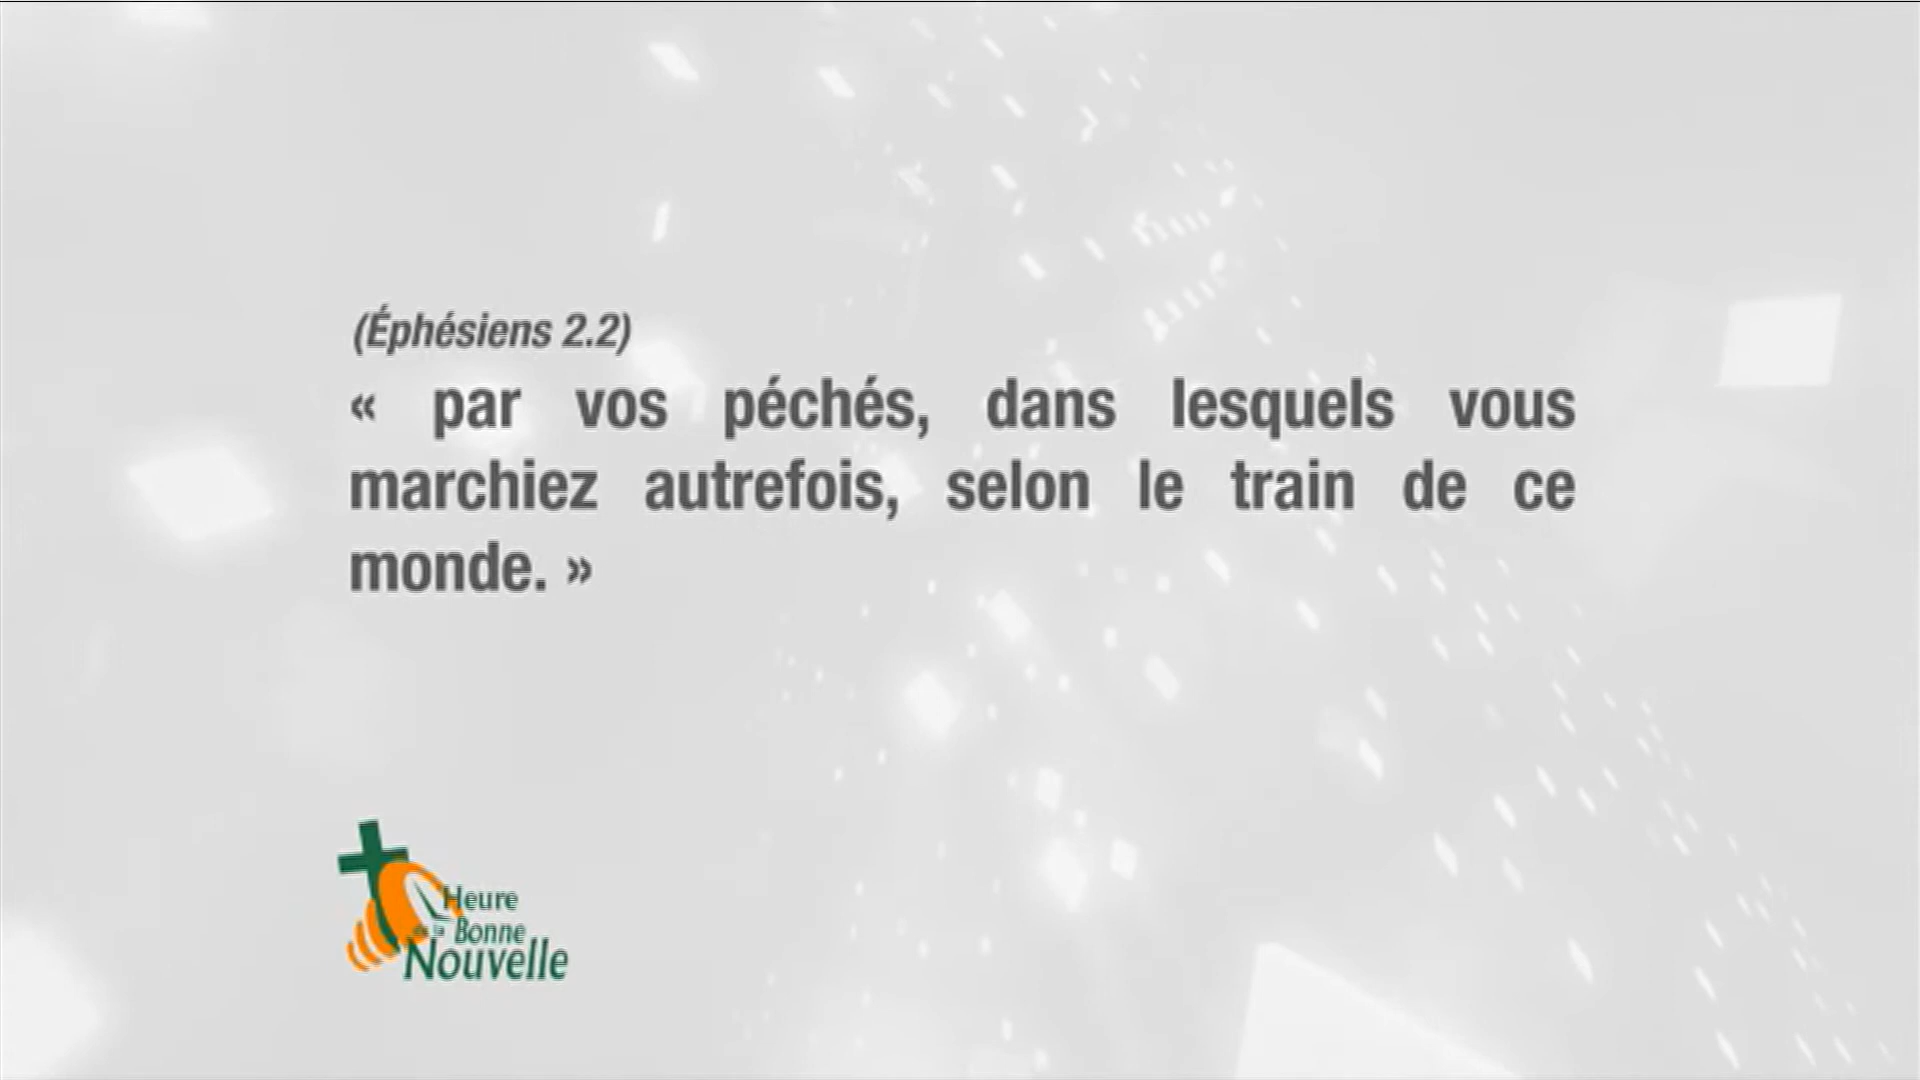 (Éphésiens 2.2)
« par vos péchés, dans lesquels vous
marchiez autrefois, selon le train de ce
monde. »
Heure
de la Bonne
Nouvelle